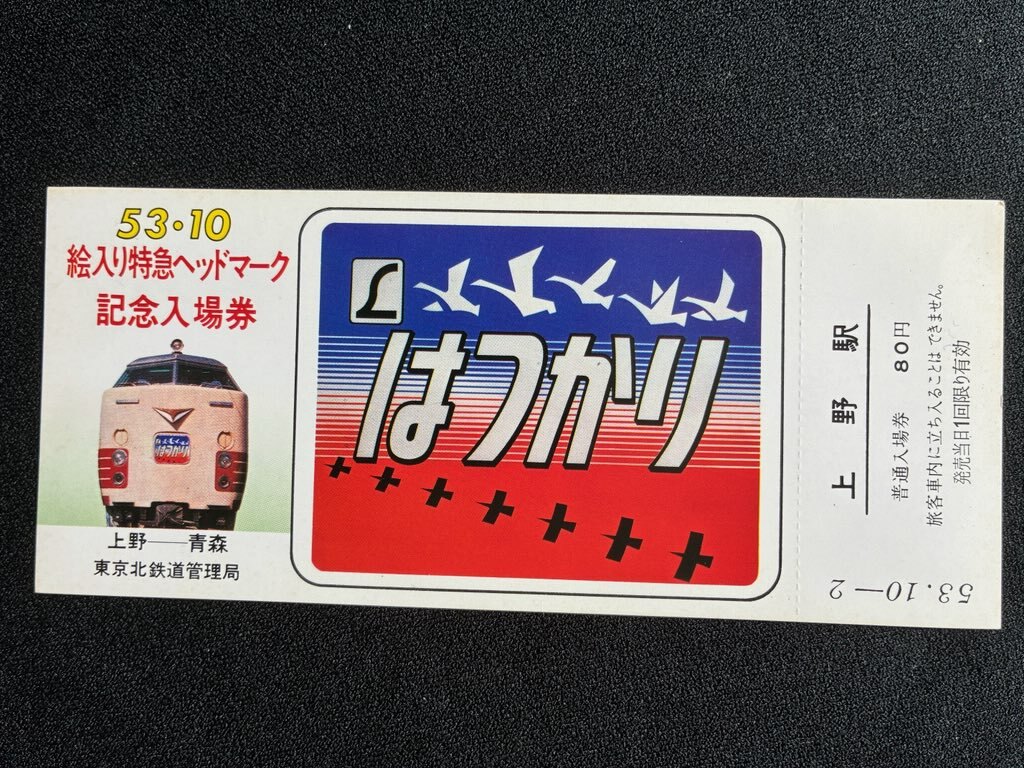 53・10
絵入り特急ヘッドマーク
記念入場券
はつかり
上野――青森
東京北鉄道管理局
はつかり
上野駅
普通入場券 80円
旅客車内に立ち入ることはできません。
発売当日1回限り有効
53.10―2